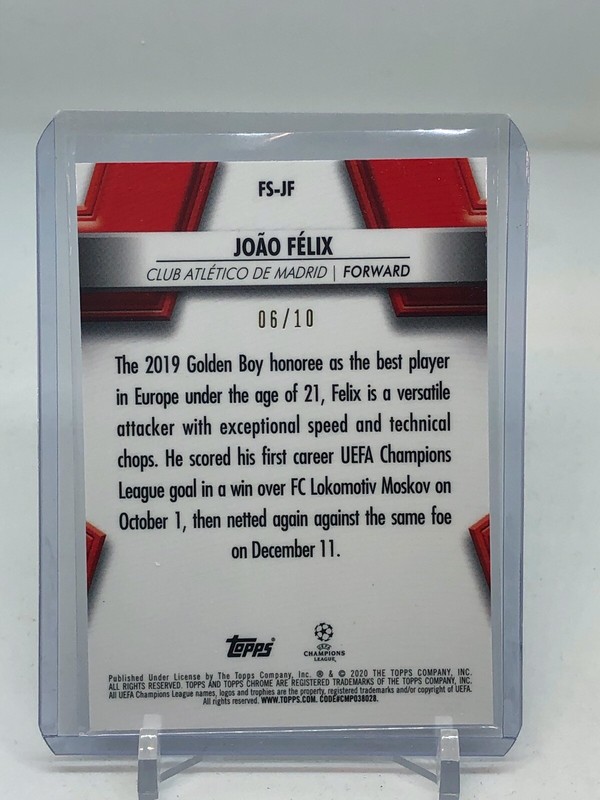 FS-JF
JOÃO FÉLIX
CLUB ATLÉTICO DE MADRID | FORWARD
06/10
The 2019 Golden Boy honoree as the best player
in Europe under the age of 21, Felix is a versatile
attacker with exceptional speed and technical
chops. He scored his first career UEFA Champions
League goal in a win over FC Lokomotiv Moskov on
October 1, then netted again against the same foe
on December 11.
Topps
UEFA
CHAMPIONS
LEAGUE
Published Under License by The Topps Company, Inc. ® & © 2020 THE TOPPS COMPANY, INC.
ALL RIGHTS RESERVED. TOPPS AND TOPPS CHROME ARE REGISTERED TRADEMARKS OF THE TOPPS COMPANY, INC.
All UEFA Champions League names, logos and trophies are the property, registered trademarks and/or copyright of UEFA.
All rights reserved. WWW.TOPPS.COM. CODE#CMP038028.